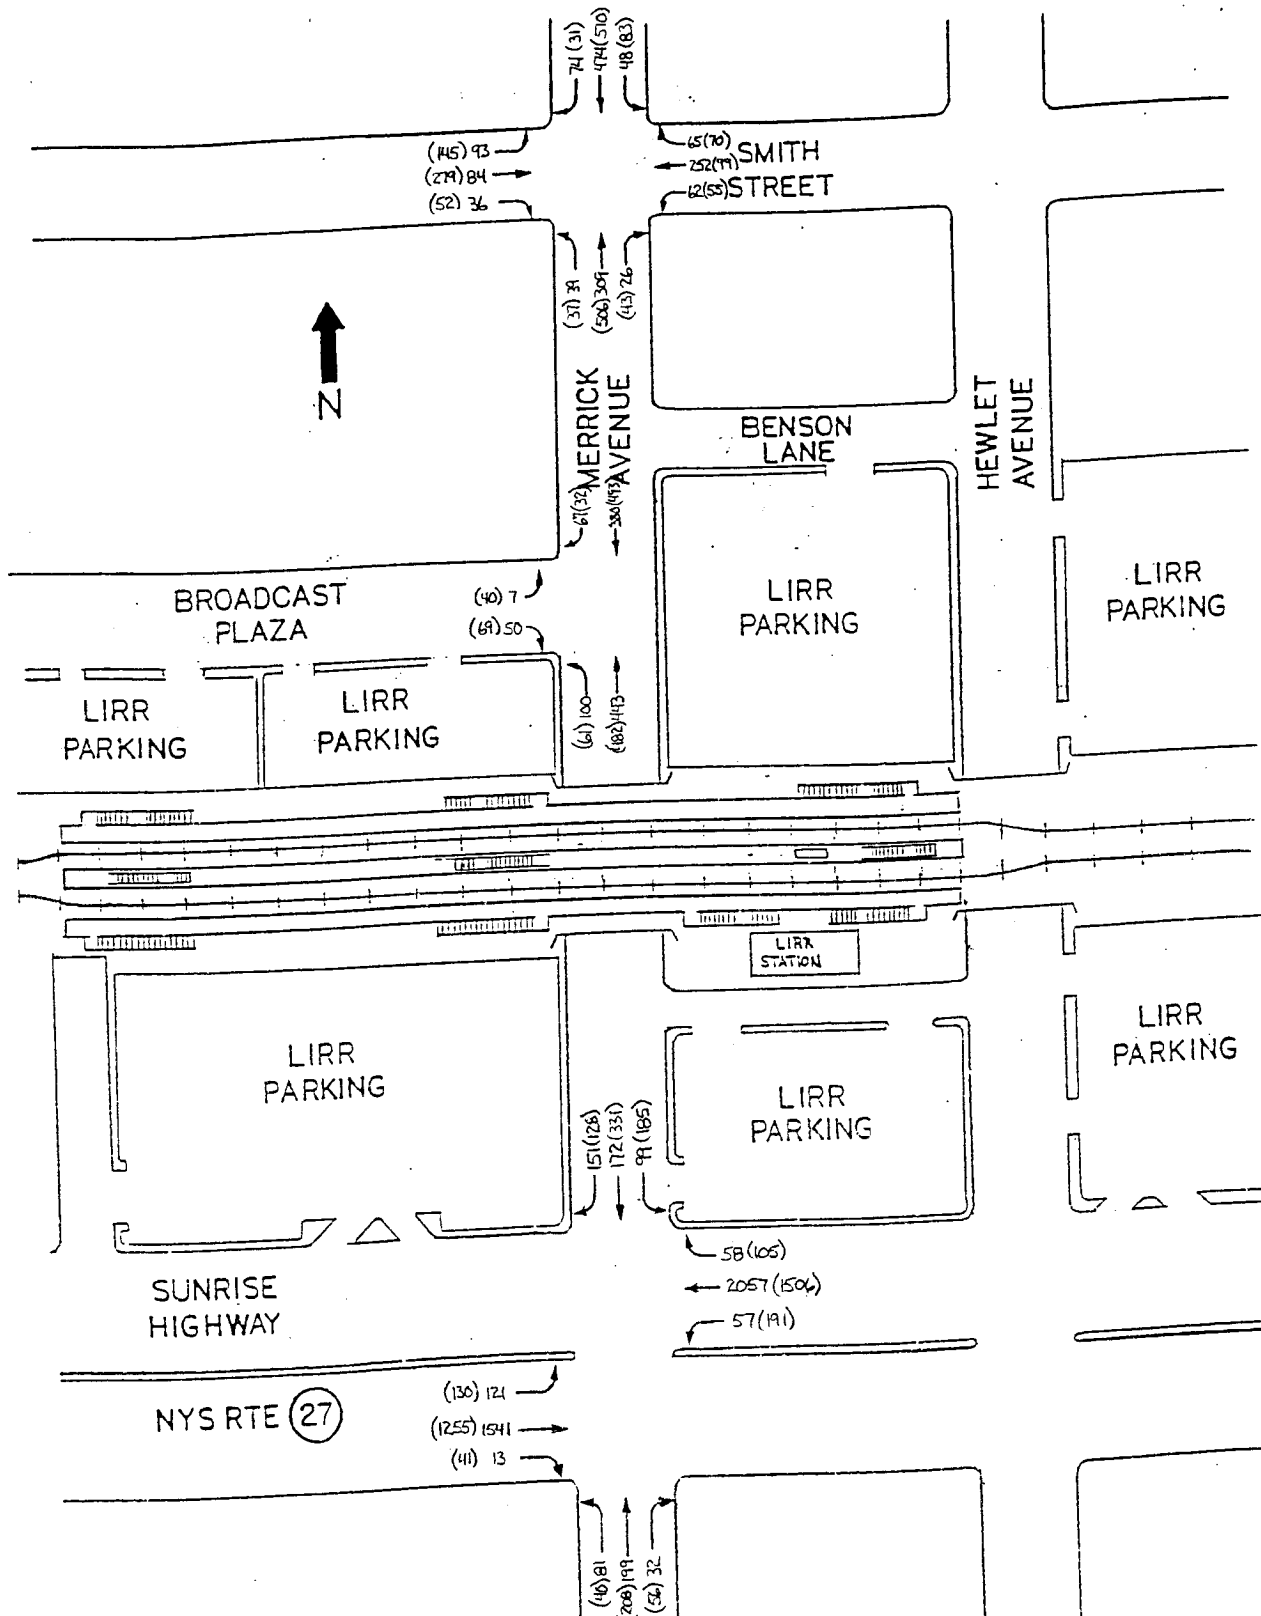 74(31)
474(510)
48(83)
(145) 93
(279) 84
(52) 36
65(70)
252(99)
62(55)
SMITH
STREET
(37) 39
(506) 309
(43) 26
N
MERRICK
AVENUE
BENSON
LANE
HEWLET
AVENUE
67(32)
380(493)
BROADCAST
PLAZA
(40) 7
(69) 50
LIRR
PARKING
LIRR
PARKING
LIRR
PARKING
LIRR
PARKING
(61) 100
LIRR
STATION
LIRR
PARKING
LIRR
PARKING
LIRR
PARKING
151(128)
172(331)
99(185)
58(105)
2057(1506)
57(191)
SUNRISE
HIGHWAY
NYS RTE 27
(130) 121
(1255) 1541
(41) 13
(40) 81
(208) 199
(56) 32